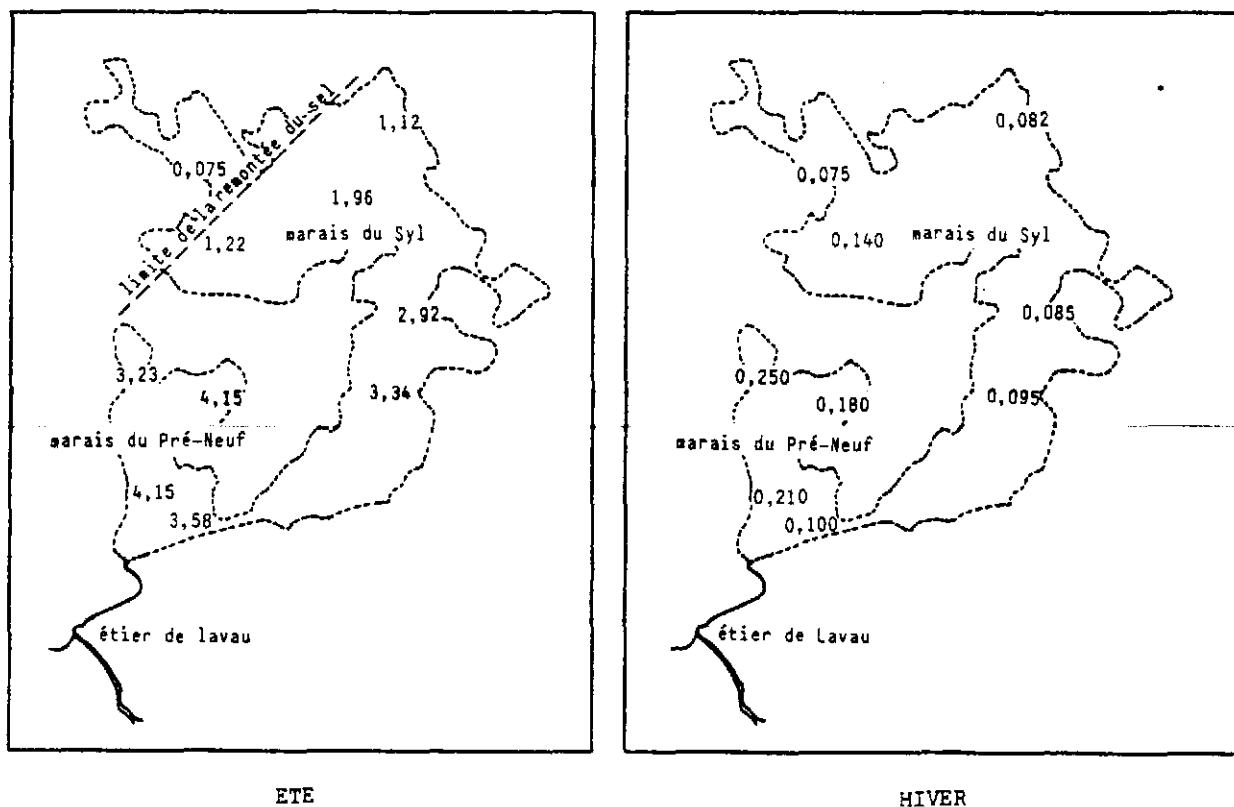 limite de la remontée du sel
1,12
0,075
1,96
1,22
marais du Syl
2,92
3,23
4,15
3,34
marais du Pré-Neuf
4,15
3,58
étier de lavau
ETE
0,082
0,075
0,140
marais du Syl
0,085
0,250
0,180
0,095
marais du Pré-Neuf
0,210
0,100
étier de Lavau
HIVER